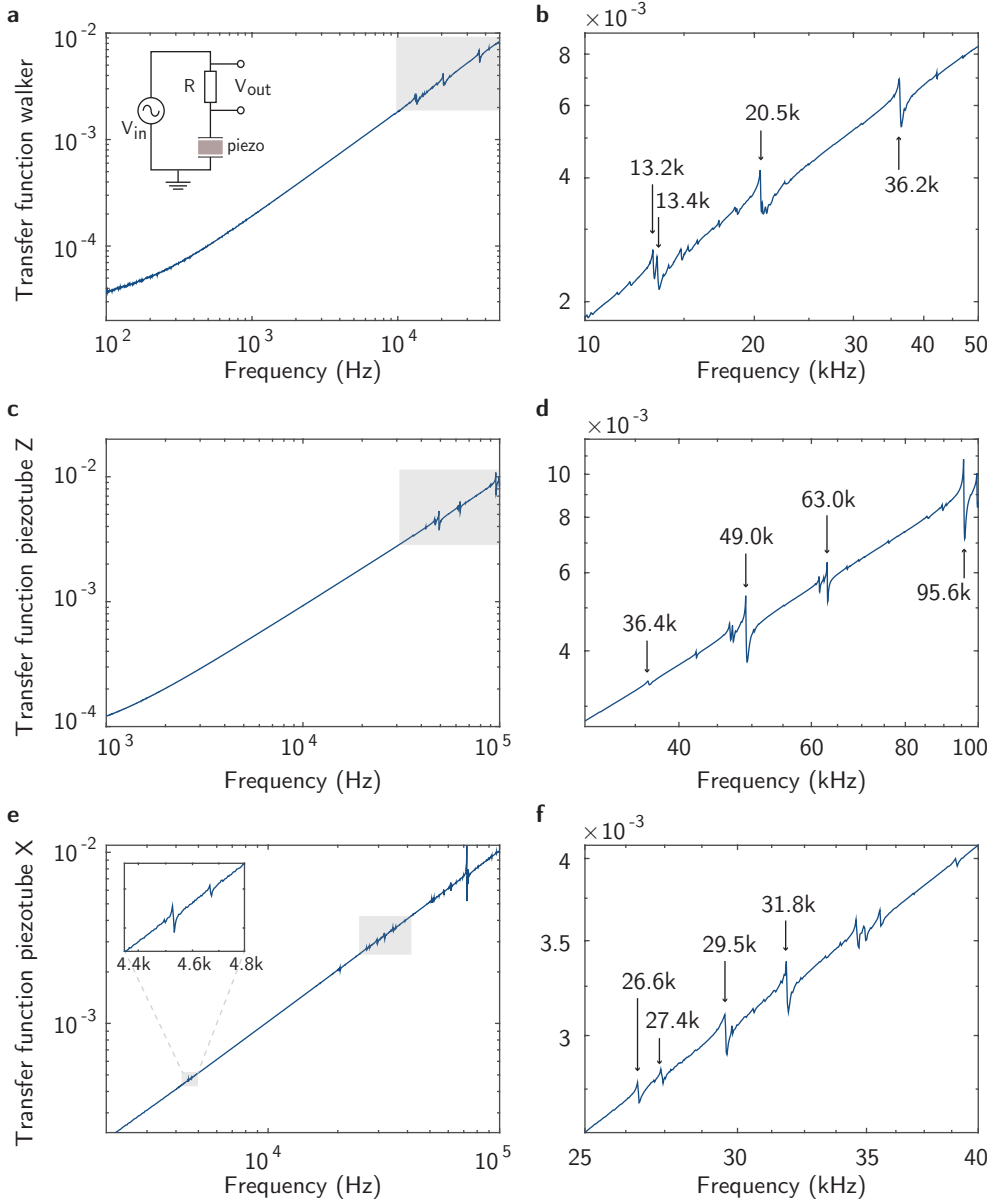 a
Transfer function walker
10^-2
10^-3
10^-4
10^2
10^3
10^4
Frequency (Hz)
V_in
R
V_out
piezo
b
×10^-3
8
6
4
2
10
20
30
40
50
Frequency (kHz)
13.2k
13.4k
20.5k
36.2k
c
Transfer function piezotube Z
10^-2
10^-3
10^-4
10^3
10^4
10^5
Frequency (Hz)
d
×10^-3
10
8
6
4
40
60
80
100
Frequency (kHz)
36.4k
49.0k
63.0k
95.6k
e
Transfer function piezotube X
10^-2
10^-3
10^4
10^5
Frequency (Hz)
4.4k
4.6k
4.8k
f
×10^-3
4
3.5
3
25
30
35
40
Frequency (kHz)
26.6k
27.4k
29.5k
31.8k